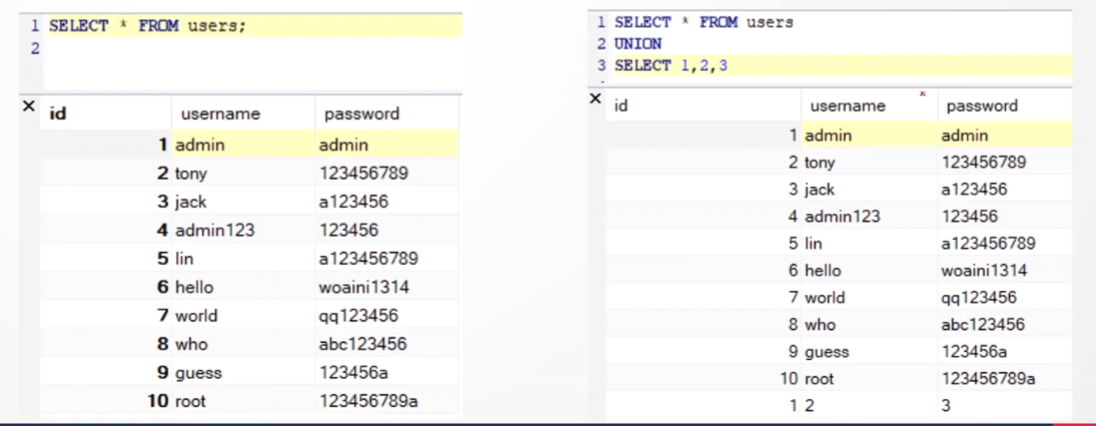 1 SELECT * FROM users;
2
× id username password
1 admin admin
2 tony 123456789
3 jack a123456
4 admin123 123456
5 lin a123456789
6 hello woaini1314
7 world qq123456
8 who abc123456
9 guess 123456a
10 root 123456789a
1 SELECT * FROM users
2 UNION
3 SELECT 1,2,3
× id username * password
1 admin admin
2 tony 123456789
3 jack a123456
4 admin123 123456
5 lin a123456789
6 hello woaini1314
7 world qq123456
8 who abc123456
9 guess 123456a
10 root 123456789a
1 2 3